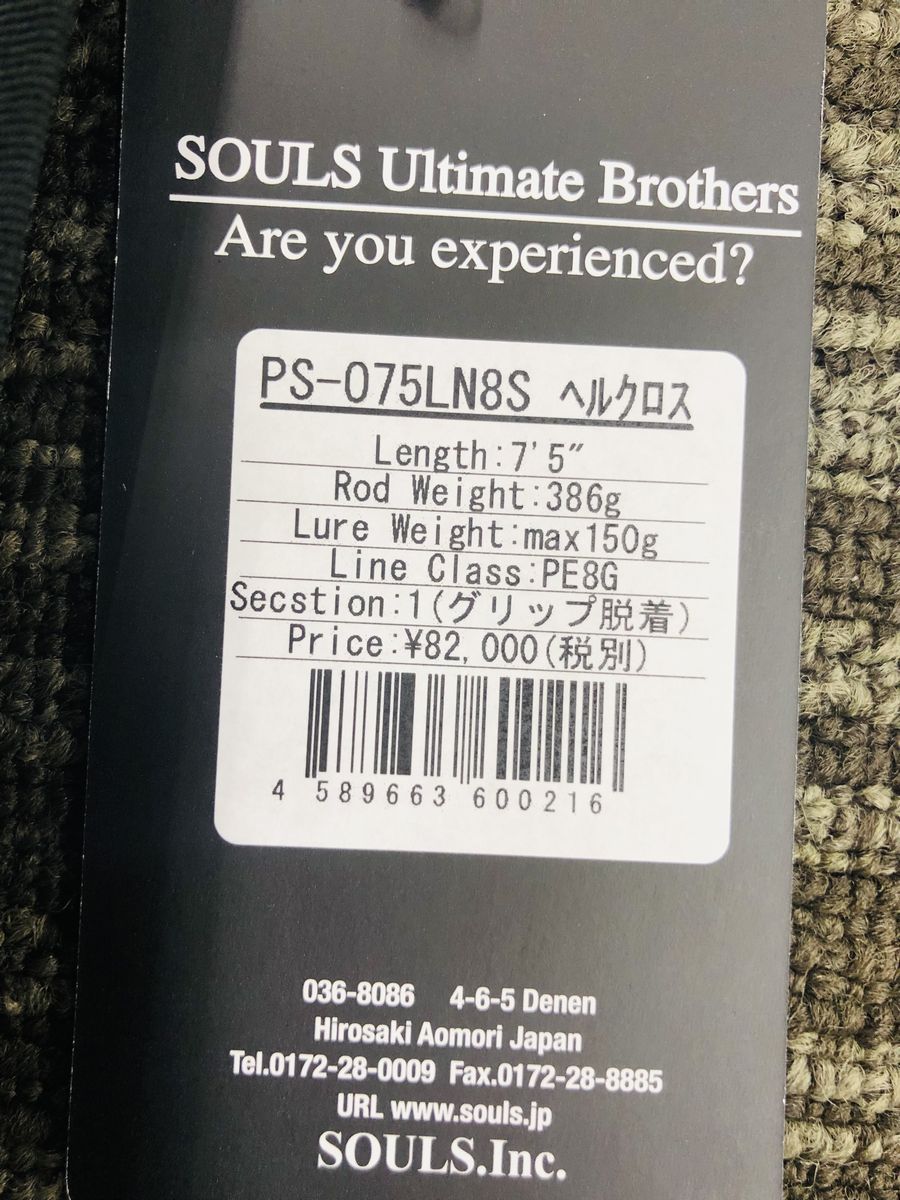 SOULS Ultimate Brothers
Are you experienced?
PS-075LN8S ヘルクロス
Length:7'5"
Rod Weight:386g
Lure Weight:max150g
Line Class:PE8G
Secstion:1(グリップ脱着)
Price:¥82,000(税別)
4 589663 600216
036-8086 4-6-5 Denen
Hirosaki Aomori Japan
Tel.0172-28-0009 Fax.0172-28-8885
URL www.souls.jp
SOULS.Inc.